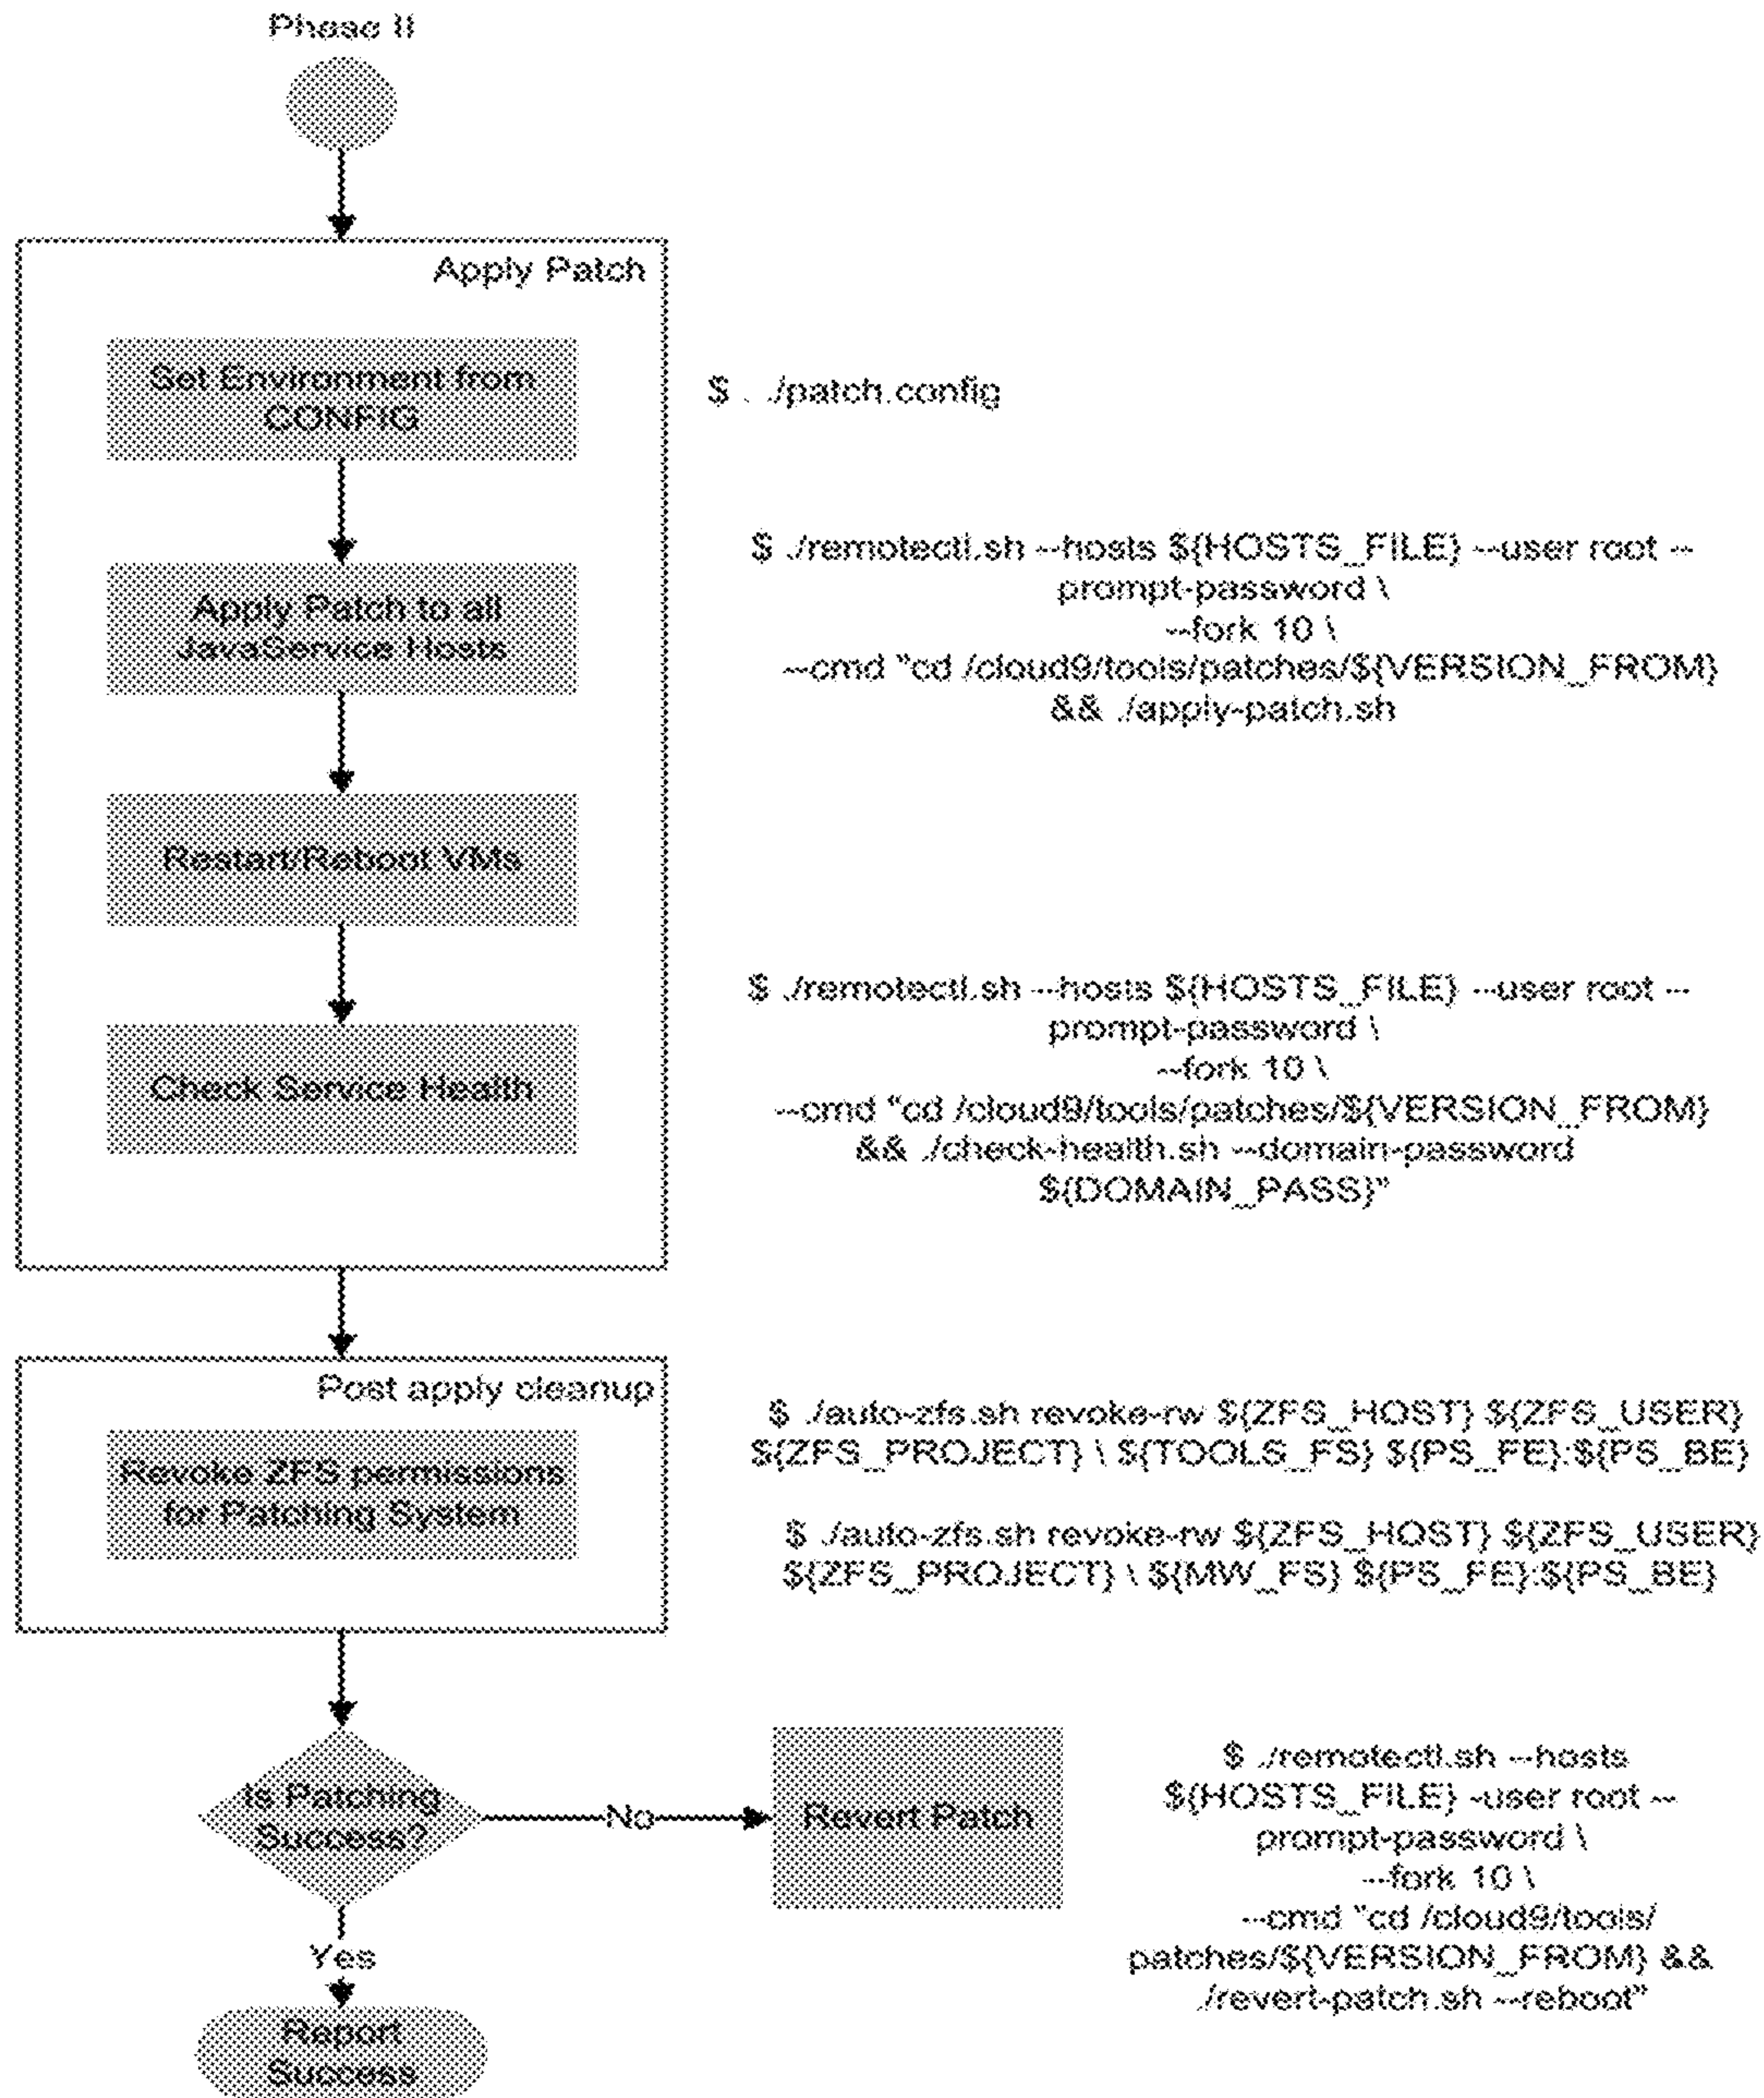 Phase II
Apply Patch
Set Environment from
CONFIG
$ . ./patch.config
Apply Patch to all
JavaService Hosts
$ ./remotectl.sh --hosts ${HOSTS_FILE} --user root --
prompt-password \
--fork 10 \
--cmd "cd /cloud9/tools/patches/${VERSION_FROM}
&& ./apply-patch.sh
Restart/Reboot VMs
Check Service Health
$ ./remotectl.sh --hosts ${HOSTS_FILE} --user root --
prompt-password \
--fork 10 \
--cmd "cd /cloud9/tools/patches/${VERSION_FROM}
&& ./check-health.sh --domain-password
${DOMAIN_PASS}"
Post apply cleanup
Revoke ZFS permissions
for Patching System
$ ./auto-zfs.sh revoke-rw ${ZFS_HOST} ${ZFS_USER}
${ZFS_PROJECT} \ ${TOOLS_FS} ${PS_FE}:${PS_BE}
$ ./auto-zfs.sh revoke-rw ${ZFS_HOST} ${ZFS_USER}
${ZFS_PROJECT} \ ${MW_FS} ${PS_FE}:${PS_BE}
Is Patching
Success?
No
Revert Patch
$ ./remotectl.sh --hosts
${HOSTS_FILE} -user root --
prompt-password \
--fork 10 \
--cmd "cd /cloud9/tools/
patches/${VERSION_FROM} &&
./revert-patch.sh --reboot"
Yes
Report
Success